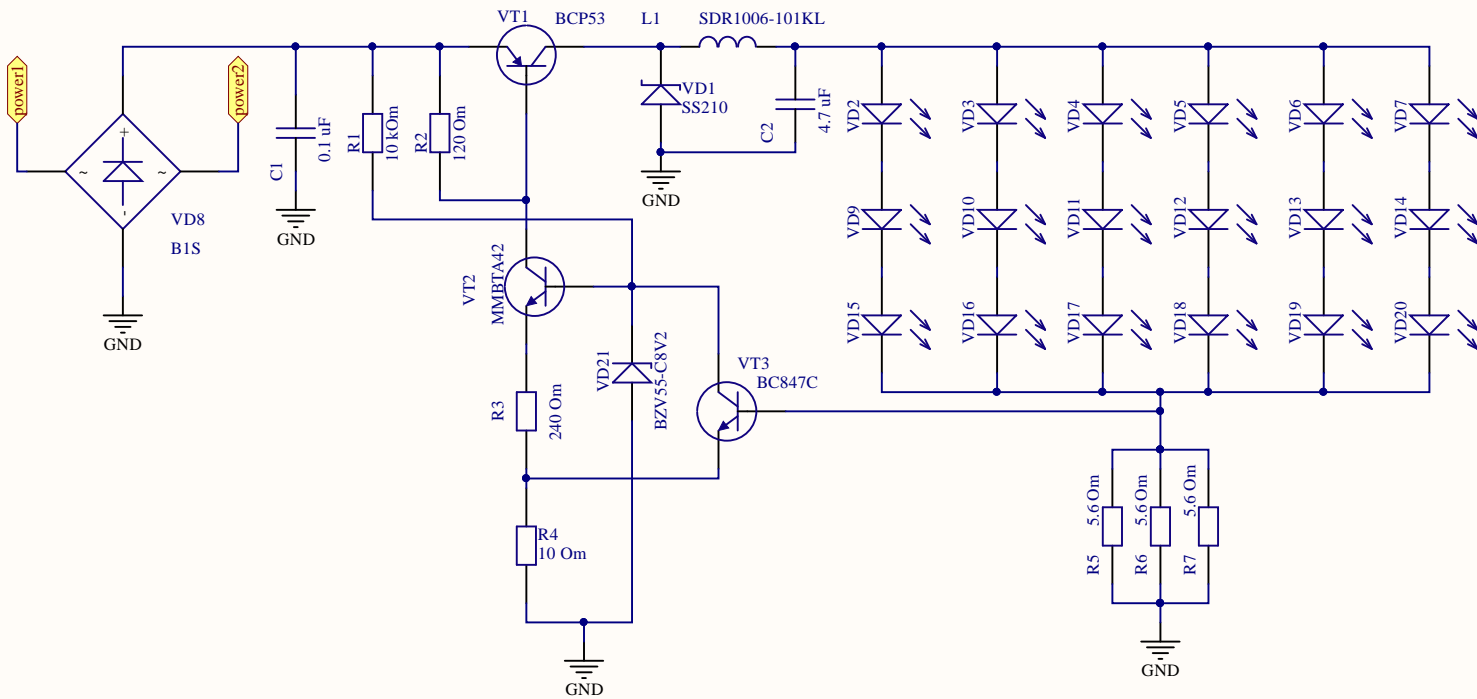 VT1
BCP53
L1
SDR1006-101KL
power1
power2
+
~
~
-
VD8
B1S
GND
C1
0.1 uF
GND
R1
10 kOm
R2
120 Om
VD1
SS210
C2
4.7 uF
GND
VD2
VD3
VD4
VD5
VD6
VD7
VD9
VD10
VD11
VD12
VD13
VD14
VD15
VD16
VD17
VD18
VD19
VD20
VT2
MMBTA42
VD21
BZV55-C8V2
VT3
BC847C
R3
240 Om
R4
10 Om
GND
R5
5.6 Om
R6
5.6 Om
R7
5.6 Om
GND